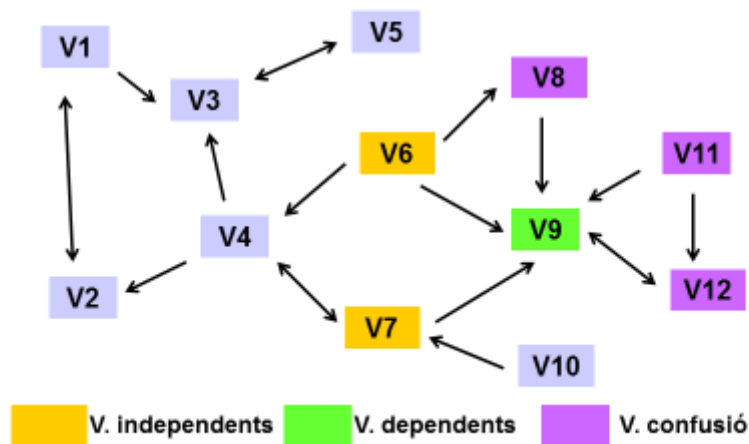 V1
V5
V3
V8
V6
V11
V4
V9
V2
V12
V7
V10
V. independents
V. dependents
V. confusió